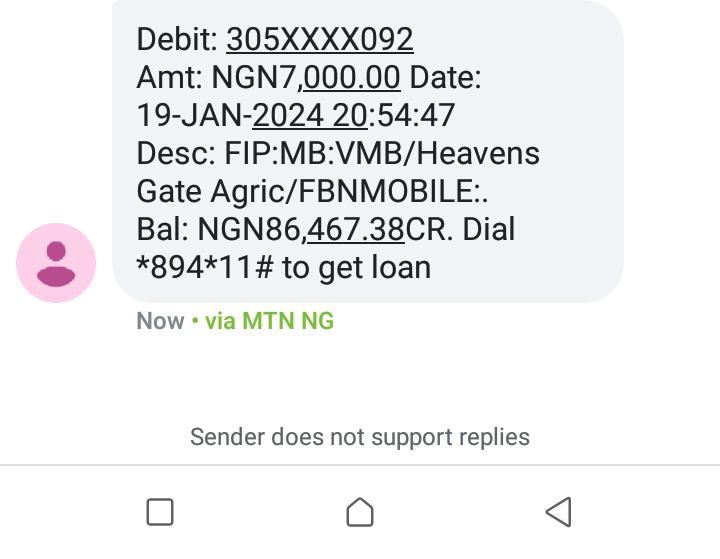 Debit: 305XXXX092
Amt: NGN7,000.00 Date:
19-JAN-2024 20:54:47
Desc: FIP:MB:VMB/Heavens
Gate Agric/FBNMOBILE:.
Bal: NGN86,467.38CR. Dial
*894*11# to get loan
Now • via MTN NG
Sender does not support replies